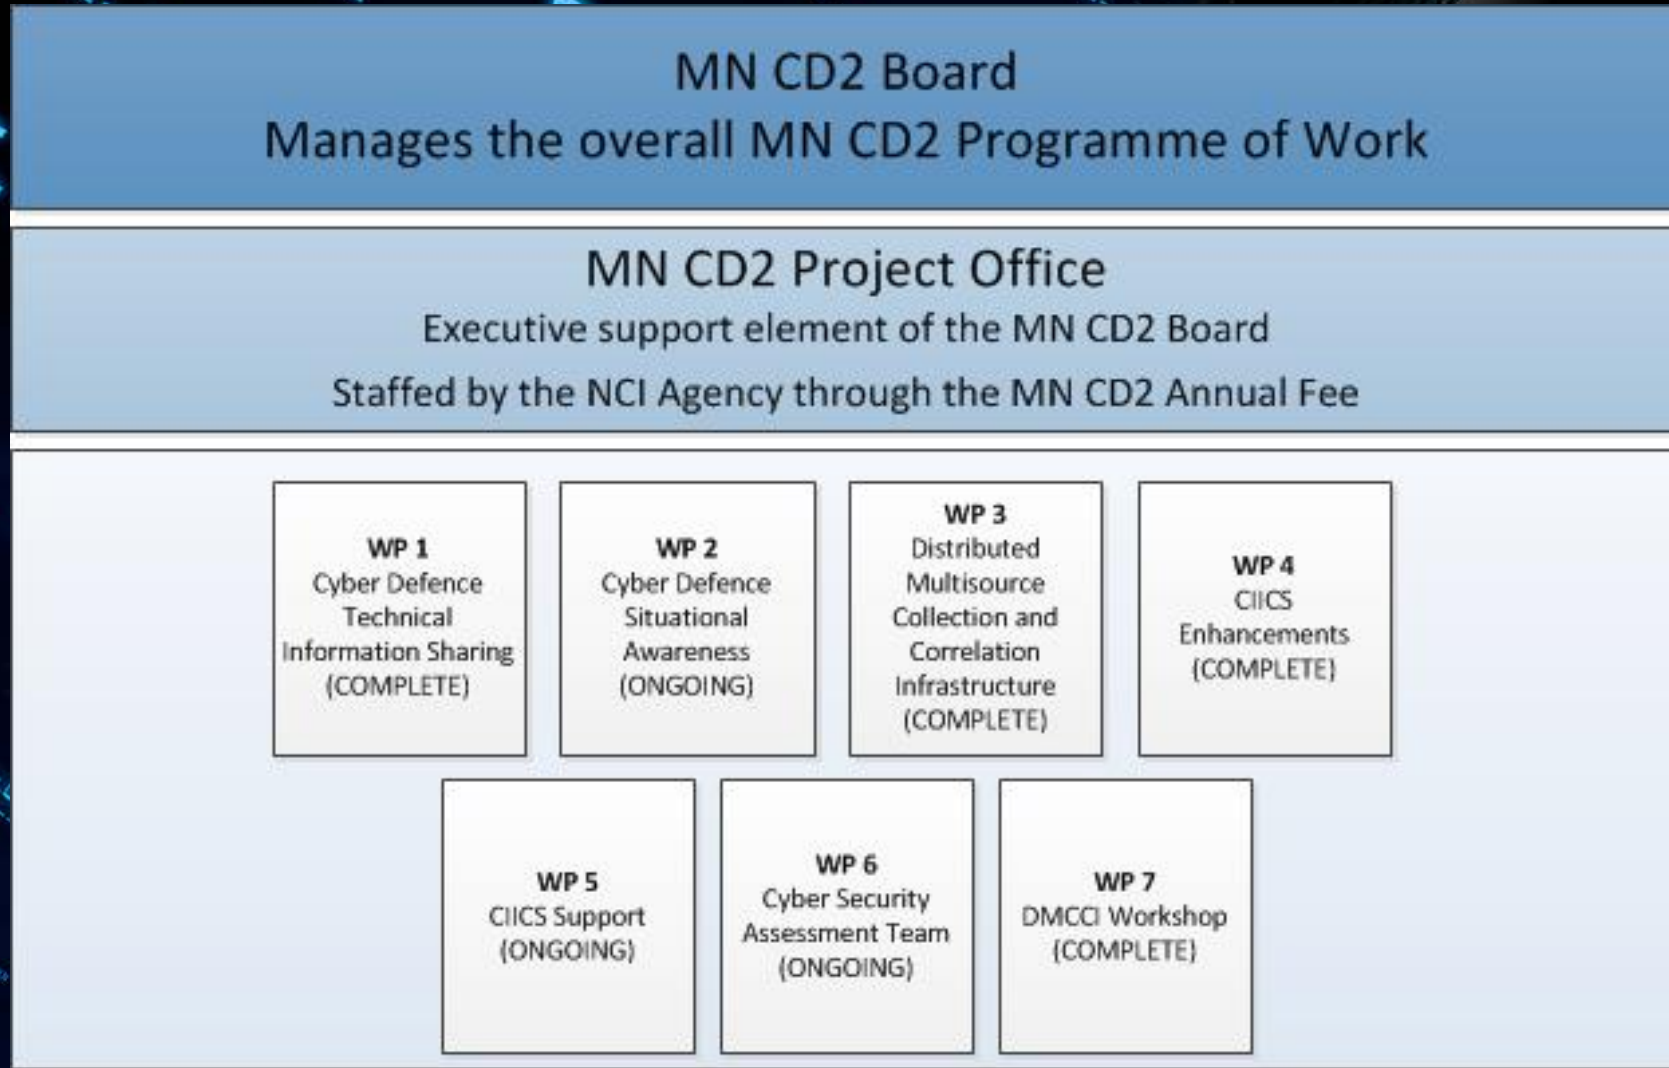 MN CD2 Board
Manages the overall MN CD2 Programme of Work
MN CD2 Project Office
Executive support element of the MN CD2 Board
Staffed by the NCI Agency through the MN CD2 Annual Fee
WP 1
Cyber Defence
Technical
Information Sharing
(COMPLETE)
WP 2
Cyber Defence
Situational
Awareness
(ONGOING)
WP 3
Distributed
Multisource
Collection and
Correlation
Infrastructure
(COMPLETE)
WP 4
CIICS
Enhancements
(COMPLETE)
WP 5
CIICS Support
(ONGOING)
WP 6
Cyber Security
Assessment Team
(ONGOING)
WP 7
DMCCI Workshop
(COMPLETE)